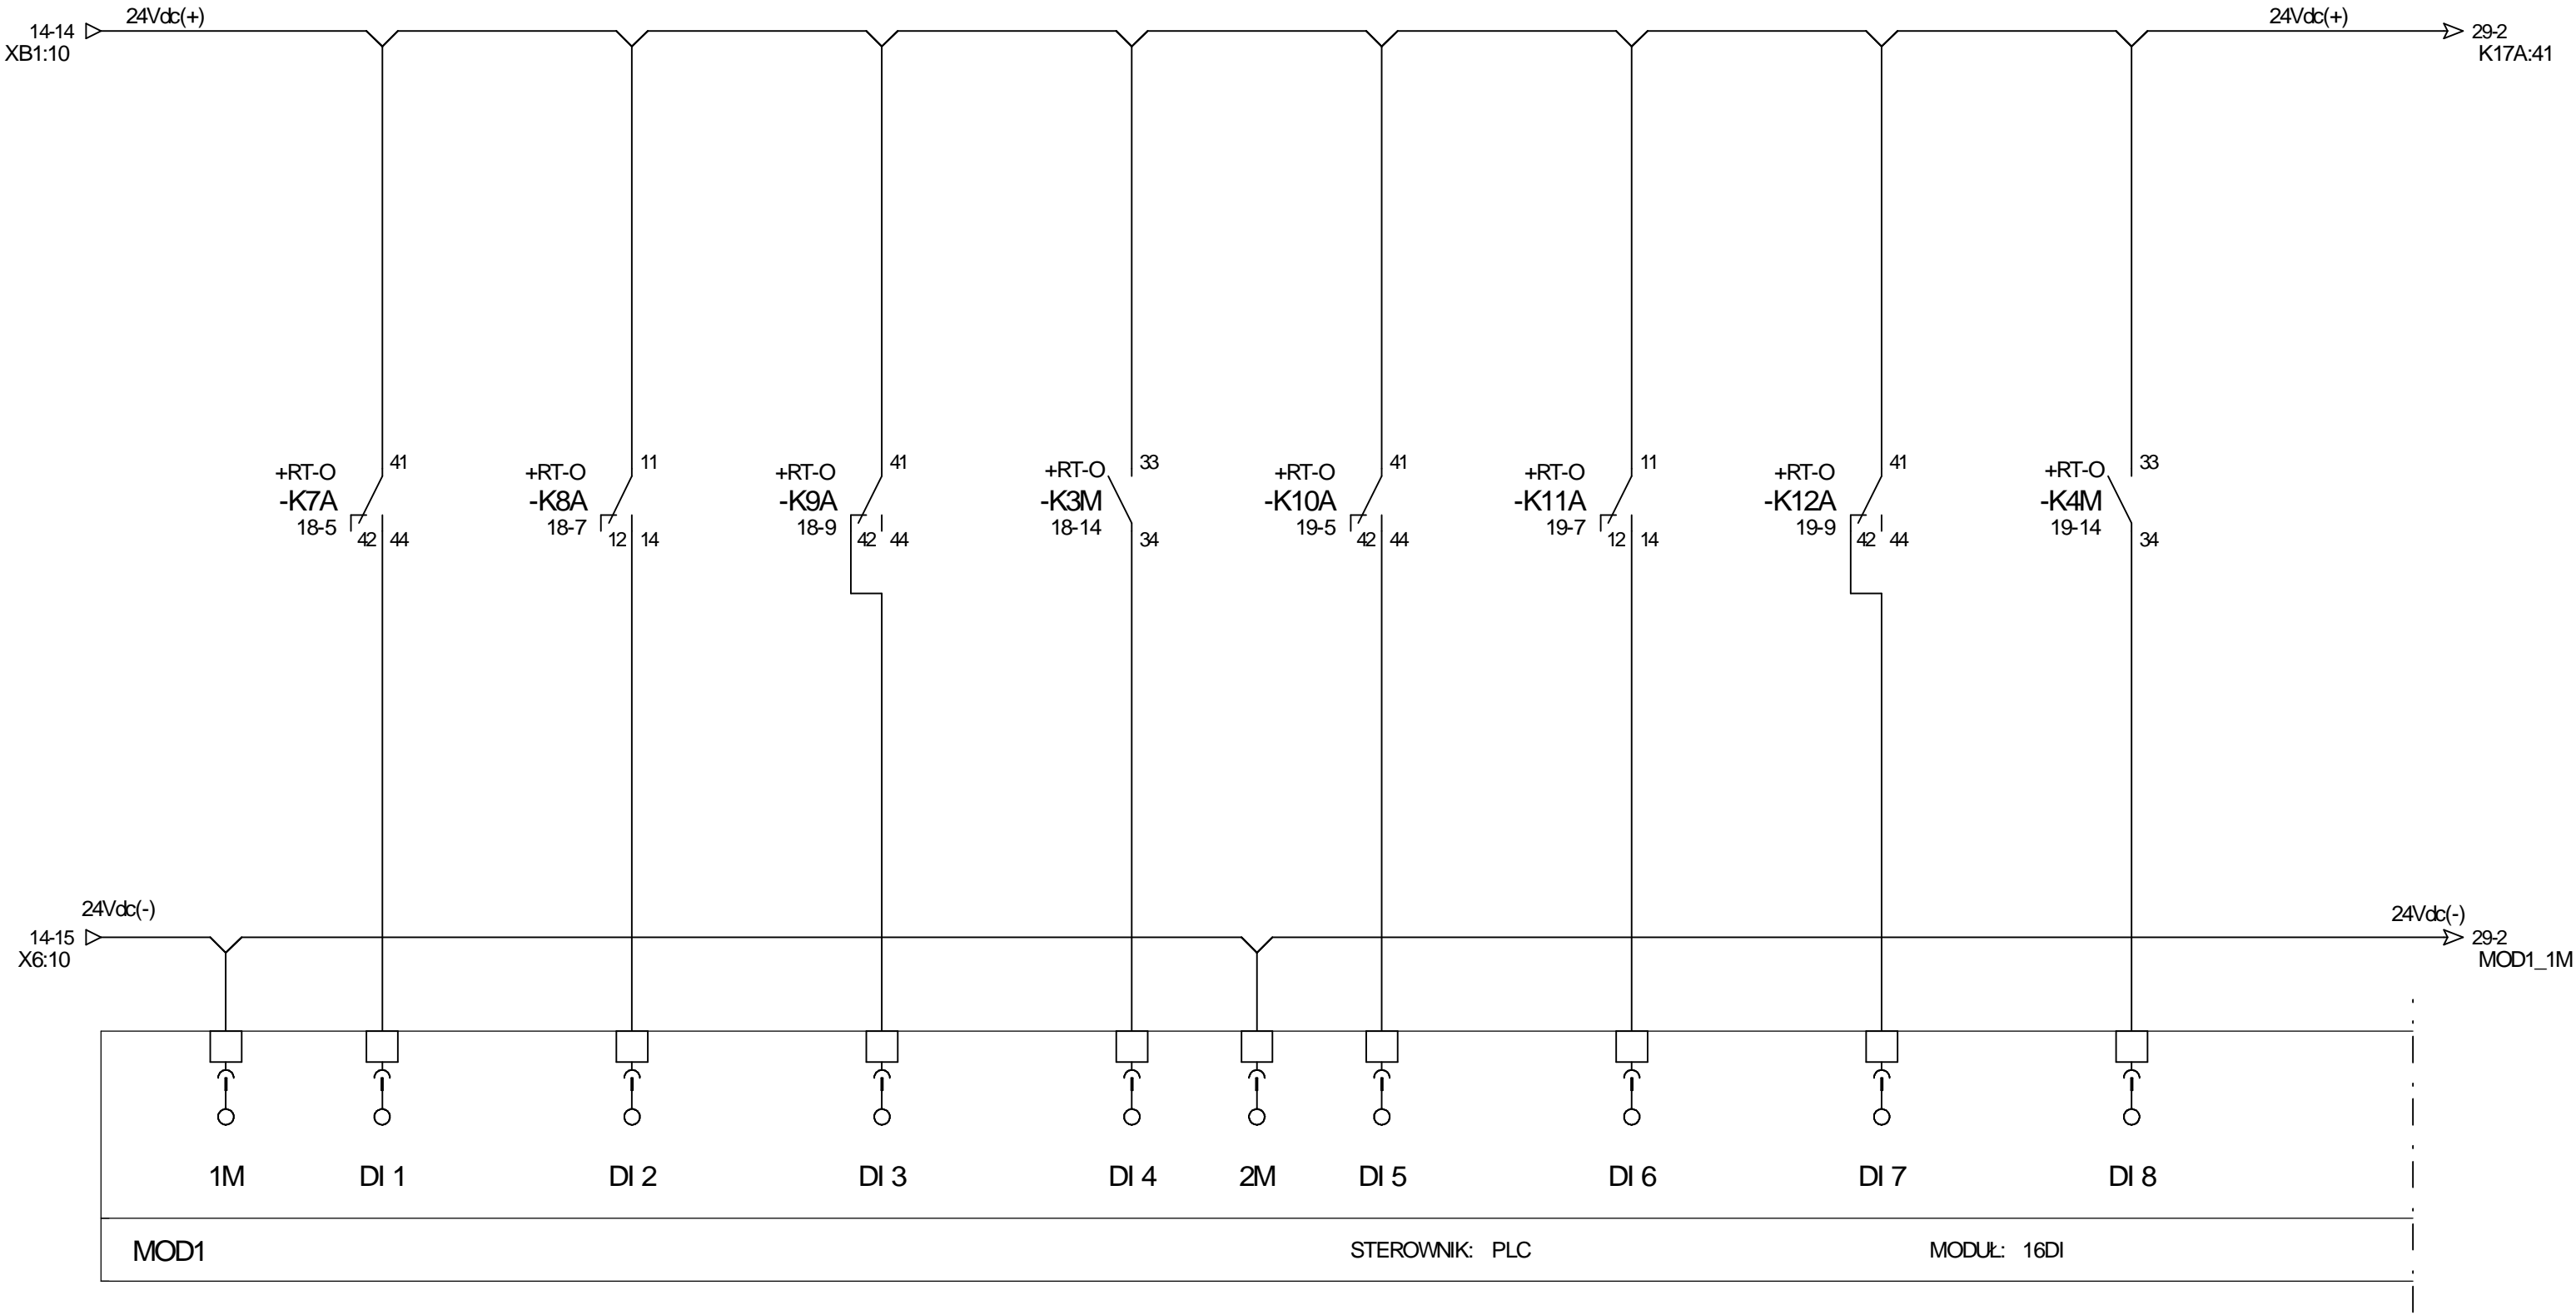 24Vdc(+)
24Vdc(+)
14-14
XB1:10
29-2
K17A:41
+RT-O
-K7A
18-5
41
42
44
+RT-O
-K8A
18-7
11
12
14
+RT-O
-K9A
18-9
41
42
44
+RT-O
-K3M
18-14
33
34
+RT-O
-K10A
19-5
41
42
44
+RT-O
-K11A
19-7
11
12
14
+RT-O
-K12A
19-9
41
42
44
+RT-O
-K4M
19-14
33
34
24Vdc(-)
24Vdc(-)
14-15
X6:10
29-2
MOD1_1M
1M
DI 1
DI 2
DI 3
DI 4
2M
DI 5
DI 6
DI 7
DI 8
MOD1
STEROWNIK: PLC
MODUŁ: 16DI